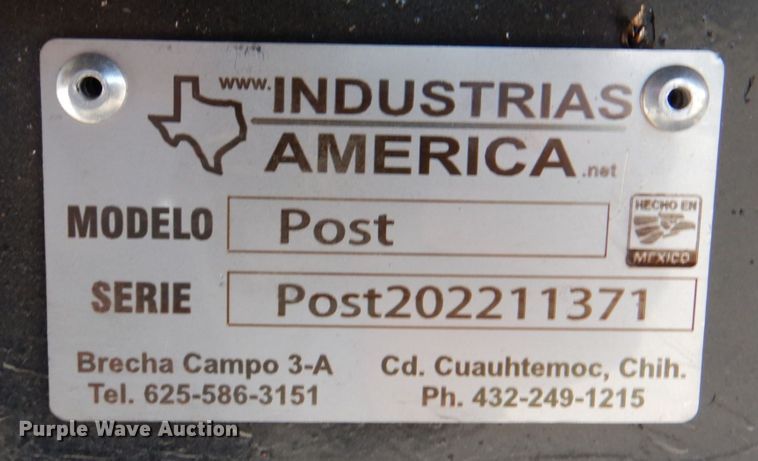 www. INDUSTRIAS
AMERICA .net
MODELO Post
HECHO EN
MEXICO
SERIE Post202211371
Brecha Campo 3-A Cd. Cuauhtemoc, Chih.
Tel. 625-586-3151 Ph. 432-249-1215
Purple Wave Auction